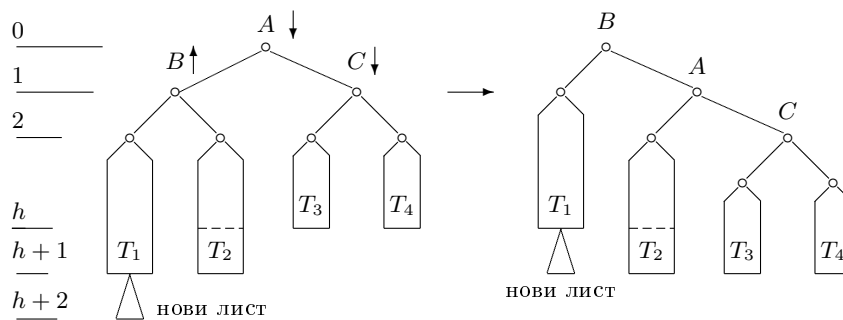 0
A
B
B
C
1
A
2
C
h
T₁
T₃
T₄
h + 1
T₁
T₂
T₂
T₃
T₄
нови лист
h + 2
нови лист